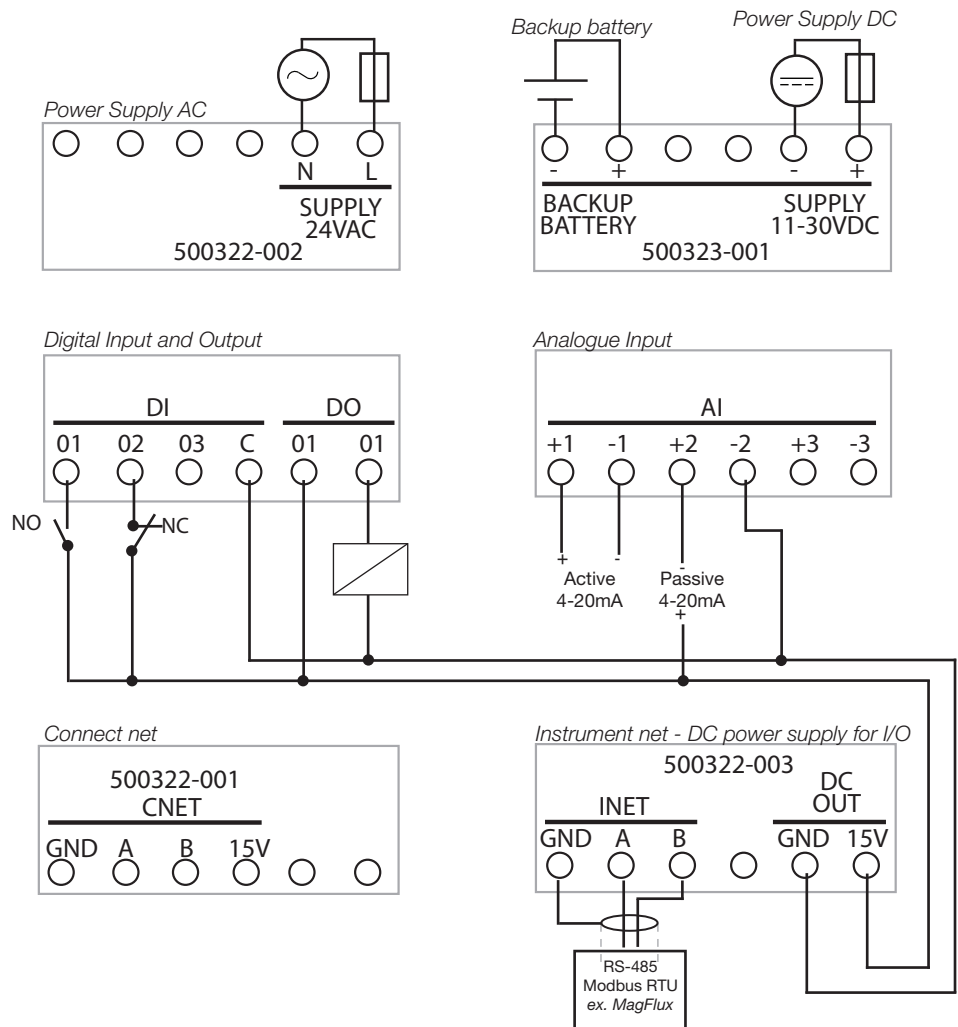 Power Supply AC
N L
SUPPLY
24VAC
500322-002
Backup battery
Power Supply DC
- + - +
BACKUP
BATTERY
SUPPLY
11-30VDC
500323-001
Digital Input and Output
DI DO
01 02 03 C 01 01
NO
NC
Analogue Input
AI
+1 -1 +2 -2 +3 -3
+ - -
Active
4-20mA
Passive
4-20mA
+
Connect net
500322-001
CNET
GND A B 15V
Instrument net - DC power supply for I/O
500322-003
DC
OUT
INET
GND A B GND 15V
RS-485
Modbus RTU
ex. MagFlux